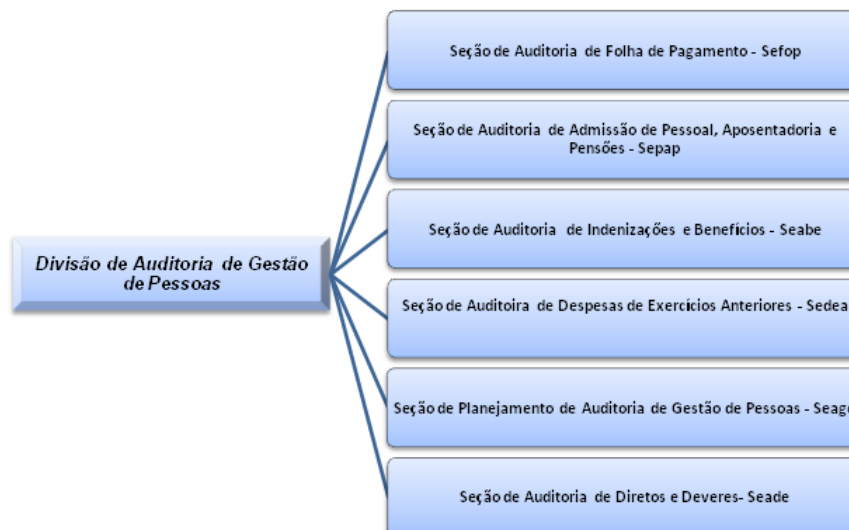 Seção de Auditoria de Folha de Pagamento - Sefop
Seção de Auditoria de Admissão de Pessoal, Aposentadoria e
Pensões - Sepap
Seção de Auditoria de Indenizações e Benefícios - Seabe
Divisão de Auditoria de Gestão
de Pessoas
Seção de Auditoira de Despesas de Exercícios Anteriores - Sedea
Seção de Planejamento de Auditoria de Gestão de Pessoas -
Seção de Auditoria de Diretos e Deveres- Seade